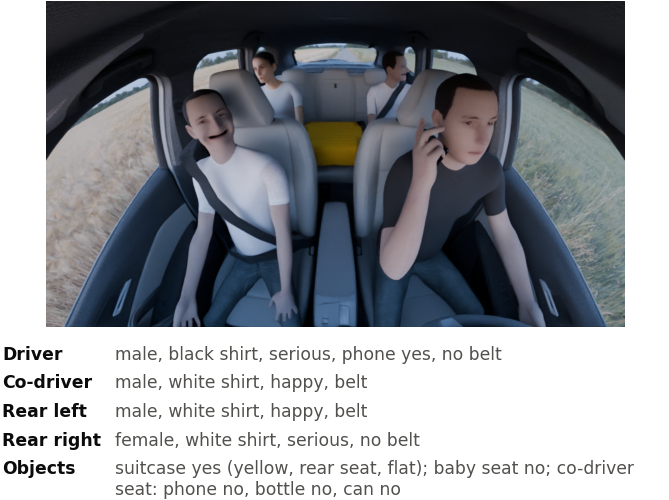 Driver male, black shirt, serious, phone yes, no belt
Co-driver male, white shirt, happy, belt
Rear left male, white shirt, happy, belt
Rear right female, white shirt, serious, no belt
Objects suitcase yes (yellow, rear seat, flat); baby seat no; co-driver
seat: phone no, bottle no, can no